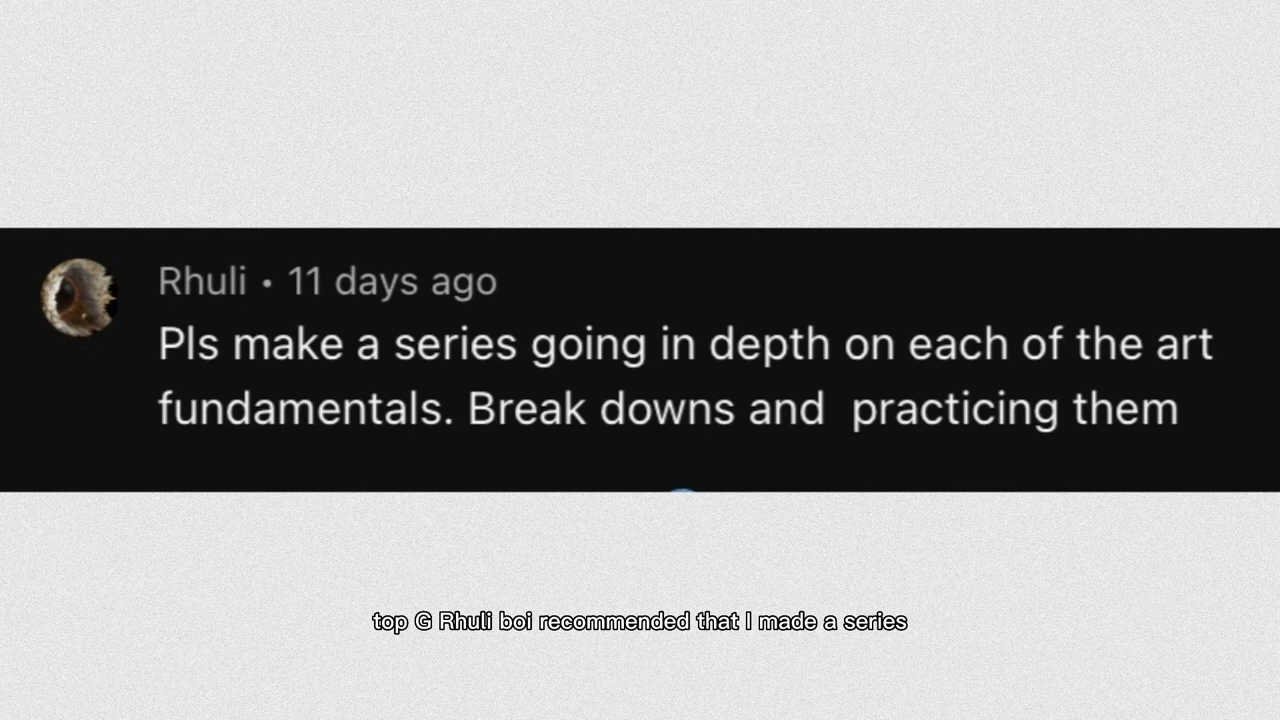 Rhuli • 11 days ago
Pls make a series going in depth on each of the art
fundamentals. Break downs and  practicing them
top G Rhuli boi recommended that I made a series